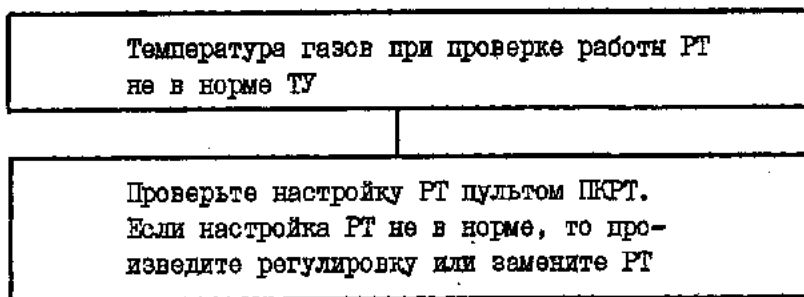 Температура газов при проверке работы РТ
не в норме ТУ
Проверьте настройку РТ пультом ПКРТ.
Если настройка РТ не в норме, то про-
изведите регулировку или замените РТ